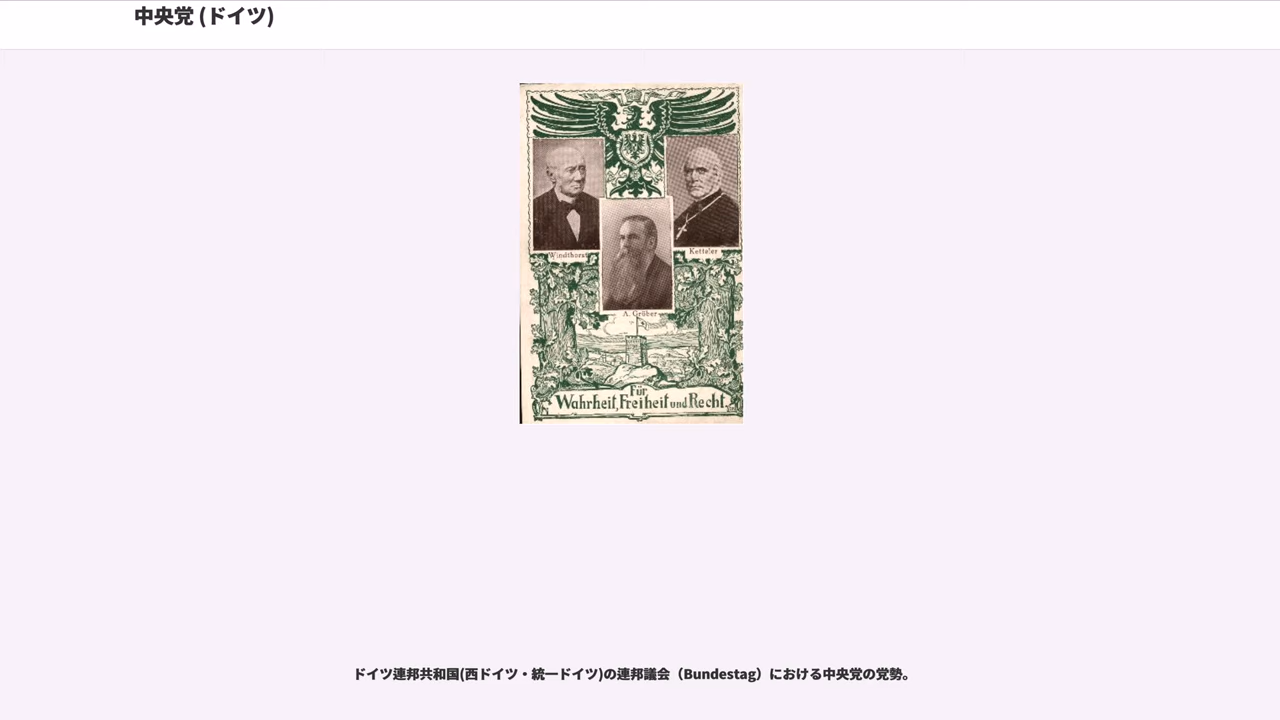 中央党 (ドイツ)
Windthorst
Ketteler
A. Gröber
Für
Wahrheit, Freiheit und Recht.
ドイツ連邦共和国(西ドイツ・統一ドイツ)の連邦議会（Bundestag）における中央党の党勢。